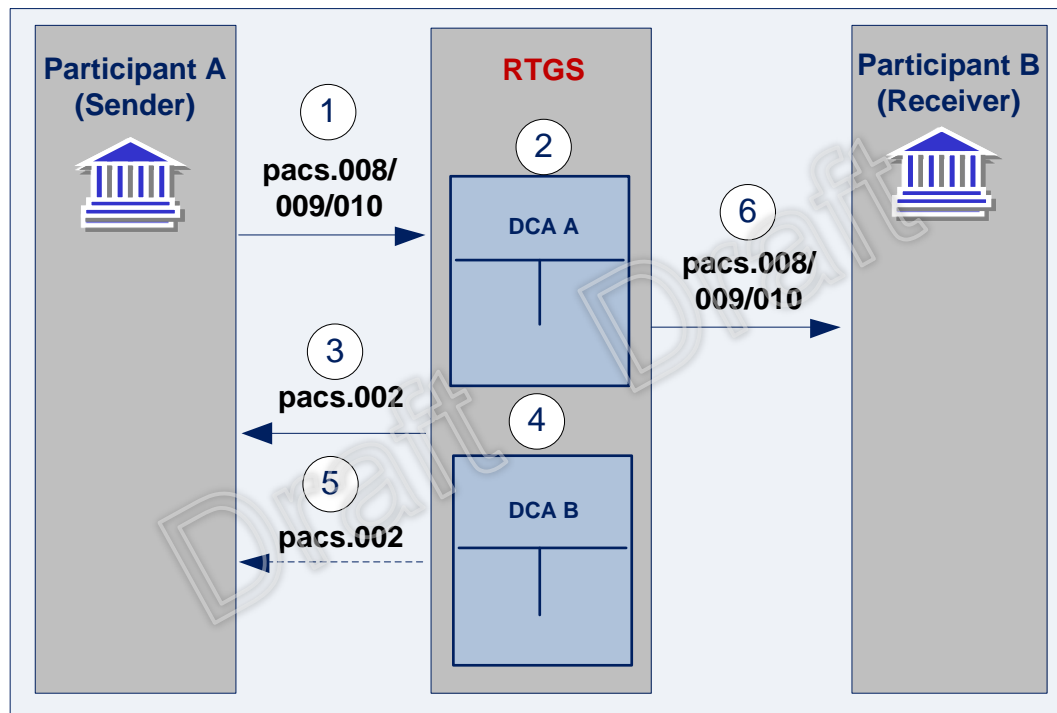 Participant A
(Sender)
1
pacs.008/
009/010
3
pacs.002
5
pacs.002
RTGS
2
DCA A
4
DCA B
6
pacs.008/
009/010
Participant B
(Receiver)
Draft
Draft